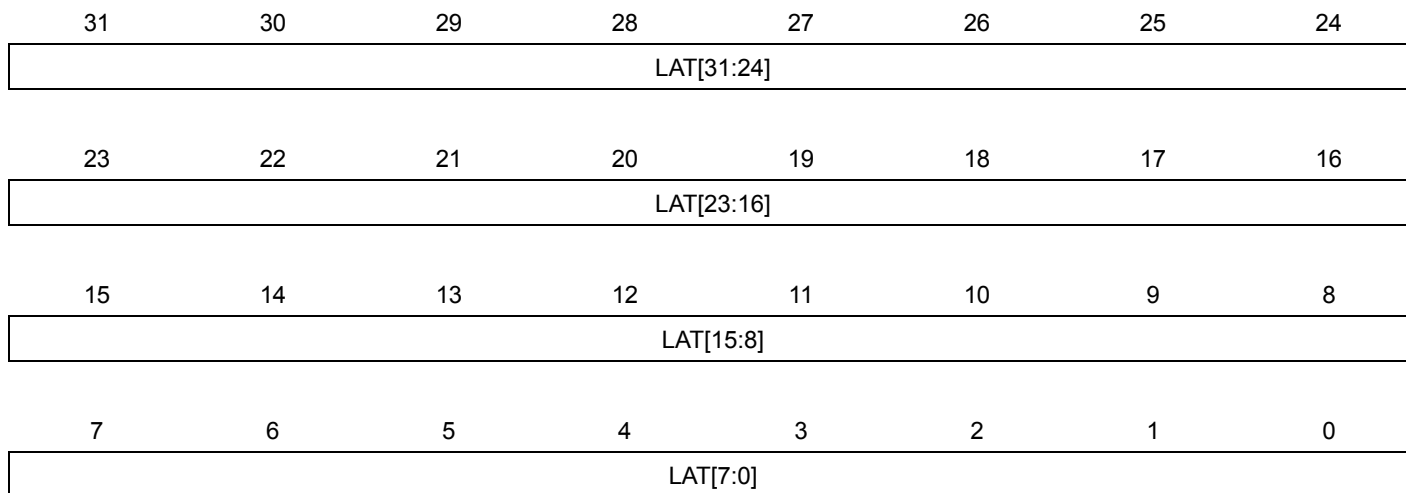 31 30 29 28 27 26 25 24
LAT[31:24]
23 22 21 20 19 18 17 16
LAT[23:16]
15 14 13 12 11 10 9 8
LAT[15:8]
7 6 5 4 3 2 1 0
LAT[7:0]